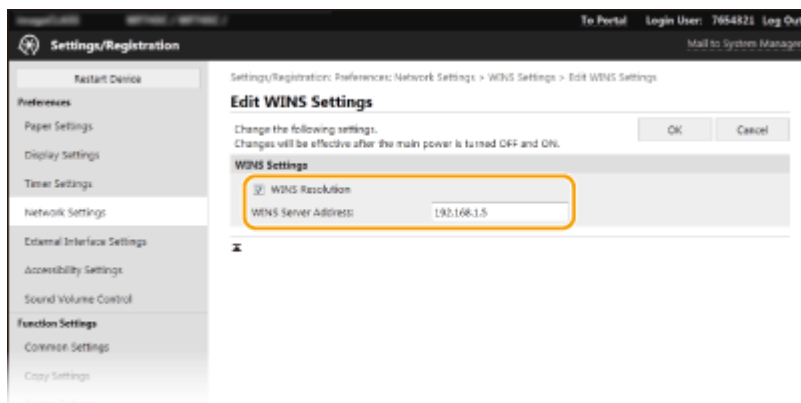 To Portal Login User: 7654321 Log Out
Settings/Registration
Mail to System Manager
Restart Device
Settings/Registration: Preferences: Network Settings > WINS Settings > Edit WINS Settings
Preferences
Edit WINS Settings
Paper Settings
Change the following settings.
Changes will be effective after the main power is turned OFF and ON.
OK
Cancel
Display Settings
WINS Settings
Timer Settings
WINS Resolution
Network Settings
WINS Server Address:
192.168.1.5
External Interface Settings
Accessibility Settings
Sound Volume Control
Function Settings
Common Settings
Copy Settings